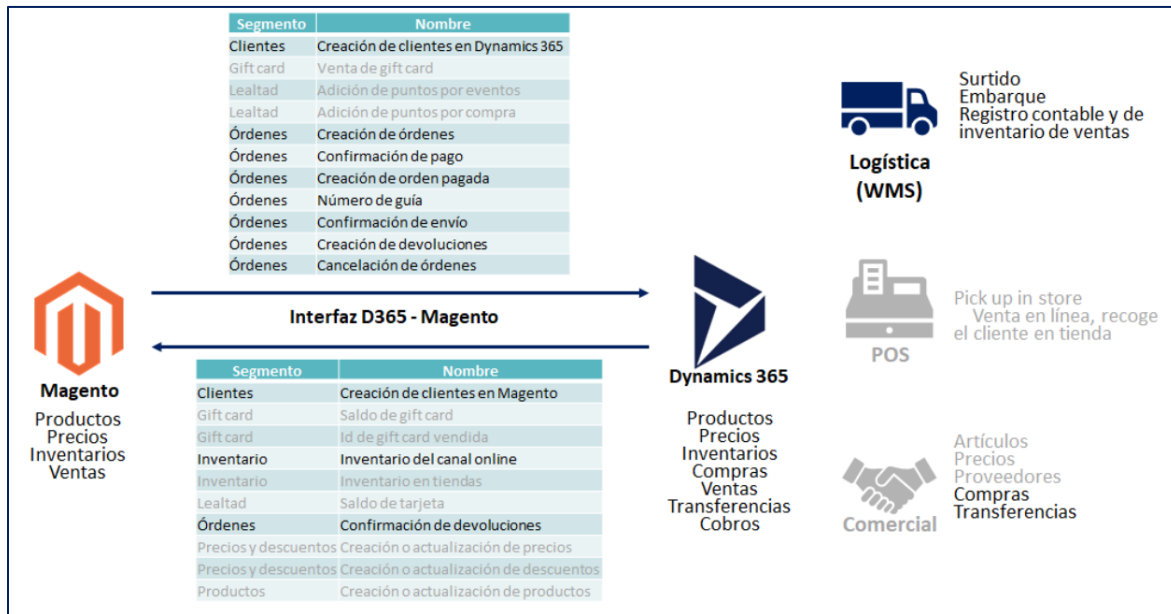 Segmento Nombre
Clientes Creación de clientes en Dynamics 365
Gift card Venta de gift card
Lealtad Adición de puntos por eventos
Lealtad Adición de puntos por compra
Órdenes Creación de órdenes
Órdenes Confirmación de pago
Órdenes Creación de orden pagada
Órdenes Número de guía
Órdenes Confirmación de envío
Órdenes Creación de devoluciones
Órdenes Cancelación de órdenes
Interfaz D365 - Magento
Magento
Productos
Precios
Inventarios
Ventas
Segmento Nombre
Clientes Creación de clientes en Magento
Gift card Saldo de gift card
Gift card Id de gift card vendida
Inventario Inventario del canal online
Inventario Inventario en tiendas
Lealtad Saldo de tarjeta
Órdenes Confirmación de devoluciones
Precios y descuentos Creación o actualización de precios
Precios y descuentos Creación o actualización de descuentos
Productos Creación o actualización de productos
Dynamics 365
Productos
Precios
Inventarios
Compras
Ventas
Transferencias
Cobros
Surtido
Embarque
Registro contable y de
inventario de ventas
Logística
(WMS)
Pick up in store
Venta en línea, recoge
el cliente en tienda
POS
Artículos
Precios
Proveedores
Compras
Transferencias
Comercial